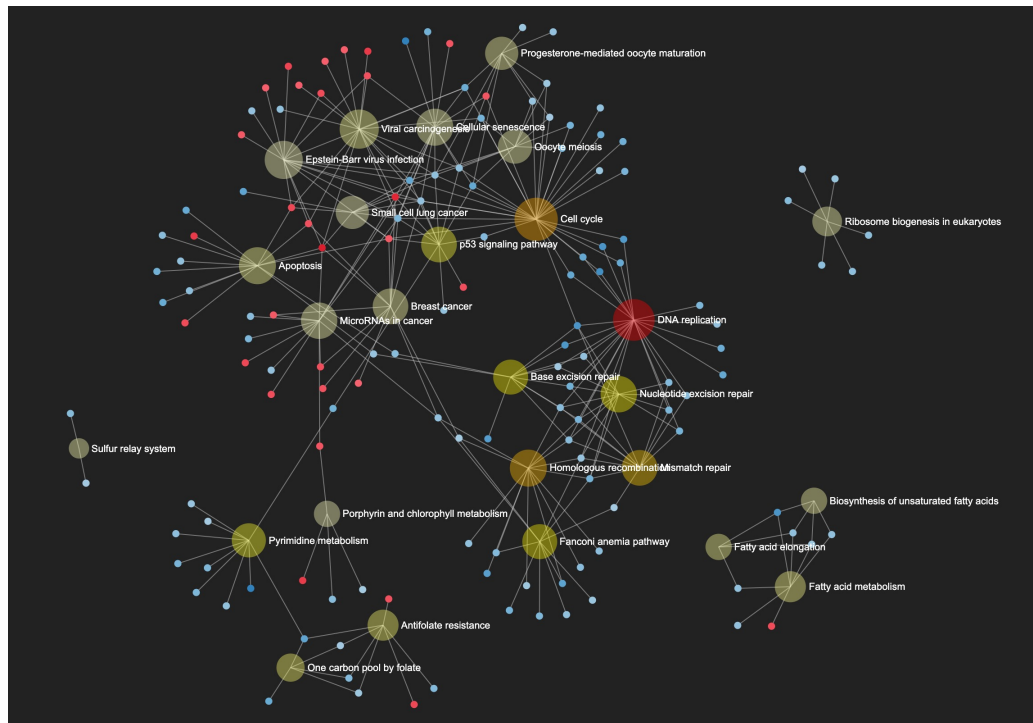 Progesterone-mediated oocyte maturation
Viral carcinogenesis
Cellular senescence
Oocyte meiosis
Epstein-Barr virus infection
Small cell lung cancer
Cell cycle
Ribosome biogenesis in eukaryotes
p53 signaling pathway
Apoptosis
Breast cancer
MicroRNAs in cancer
DNA replication
Base excision repair
Nucleotide excision repair
Sulfur relay system
Homologous recombination
Mismatch repair
Biosynthesis of unsaturated fatty acids
Porphyrin and chlorophyll metabolism
Pyrimidine metabolism
Fanconi anemia pathway
Fatty acid elongation
Fatty acid metabolism
Antifolate resistance
One carbon pool by folate